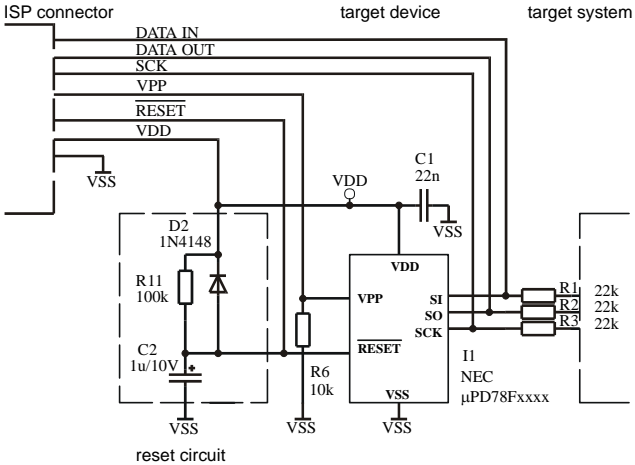 ISP connector
target device
target system
DATA IN
DATA OUT
SCK
VPP
RESET
VDD
VSS
C1
22n
VDD
VSS
D2
1N4148
R11
100k
VDD
VPP
SI
SO
SCK
RESET
VSS
R1
22k
R2
22k
R3
22k
C2
+
1u/10V
R6
10k
I1
NEC
µPD78Fxxxx
VSS
VSS
VSS
reset circuit